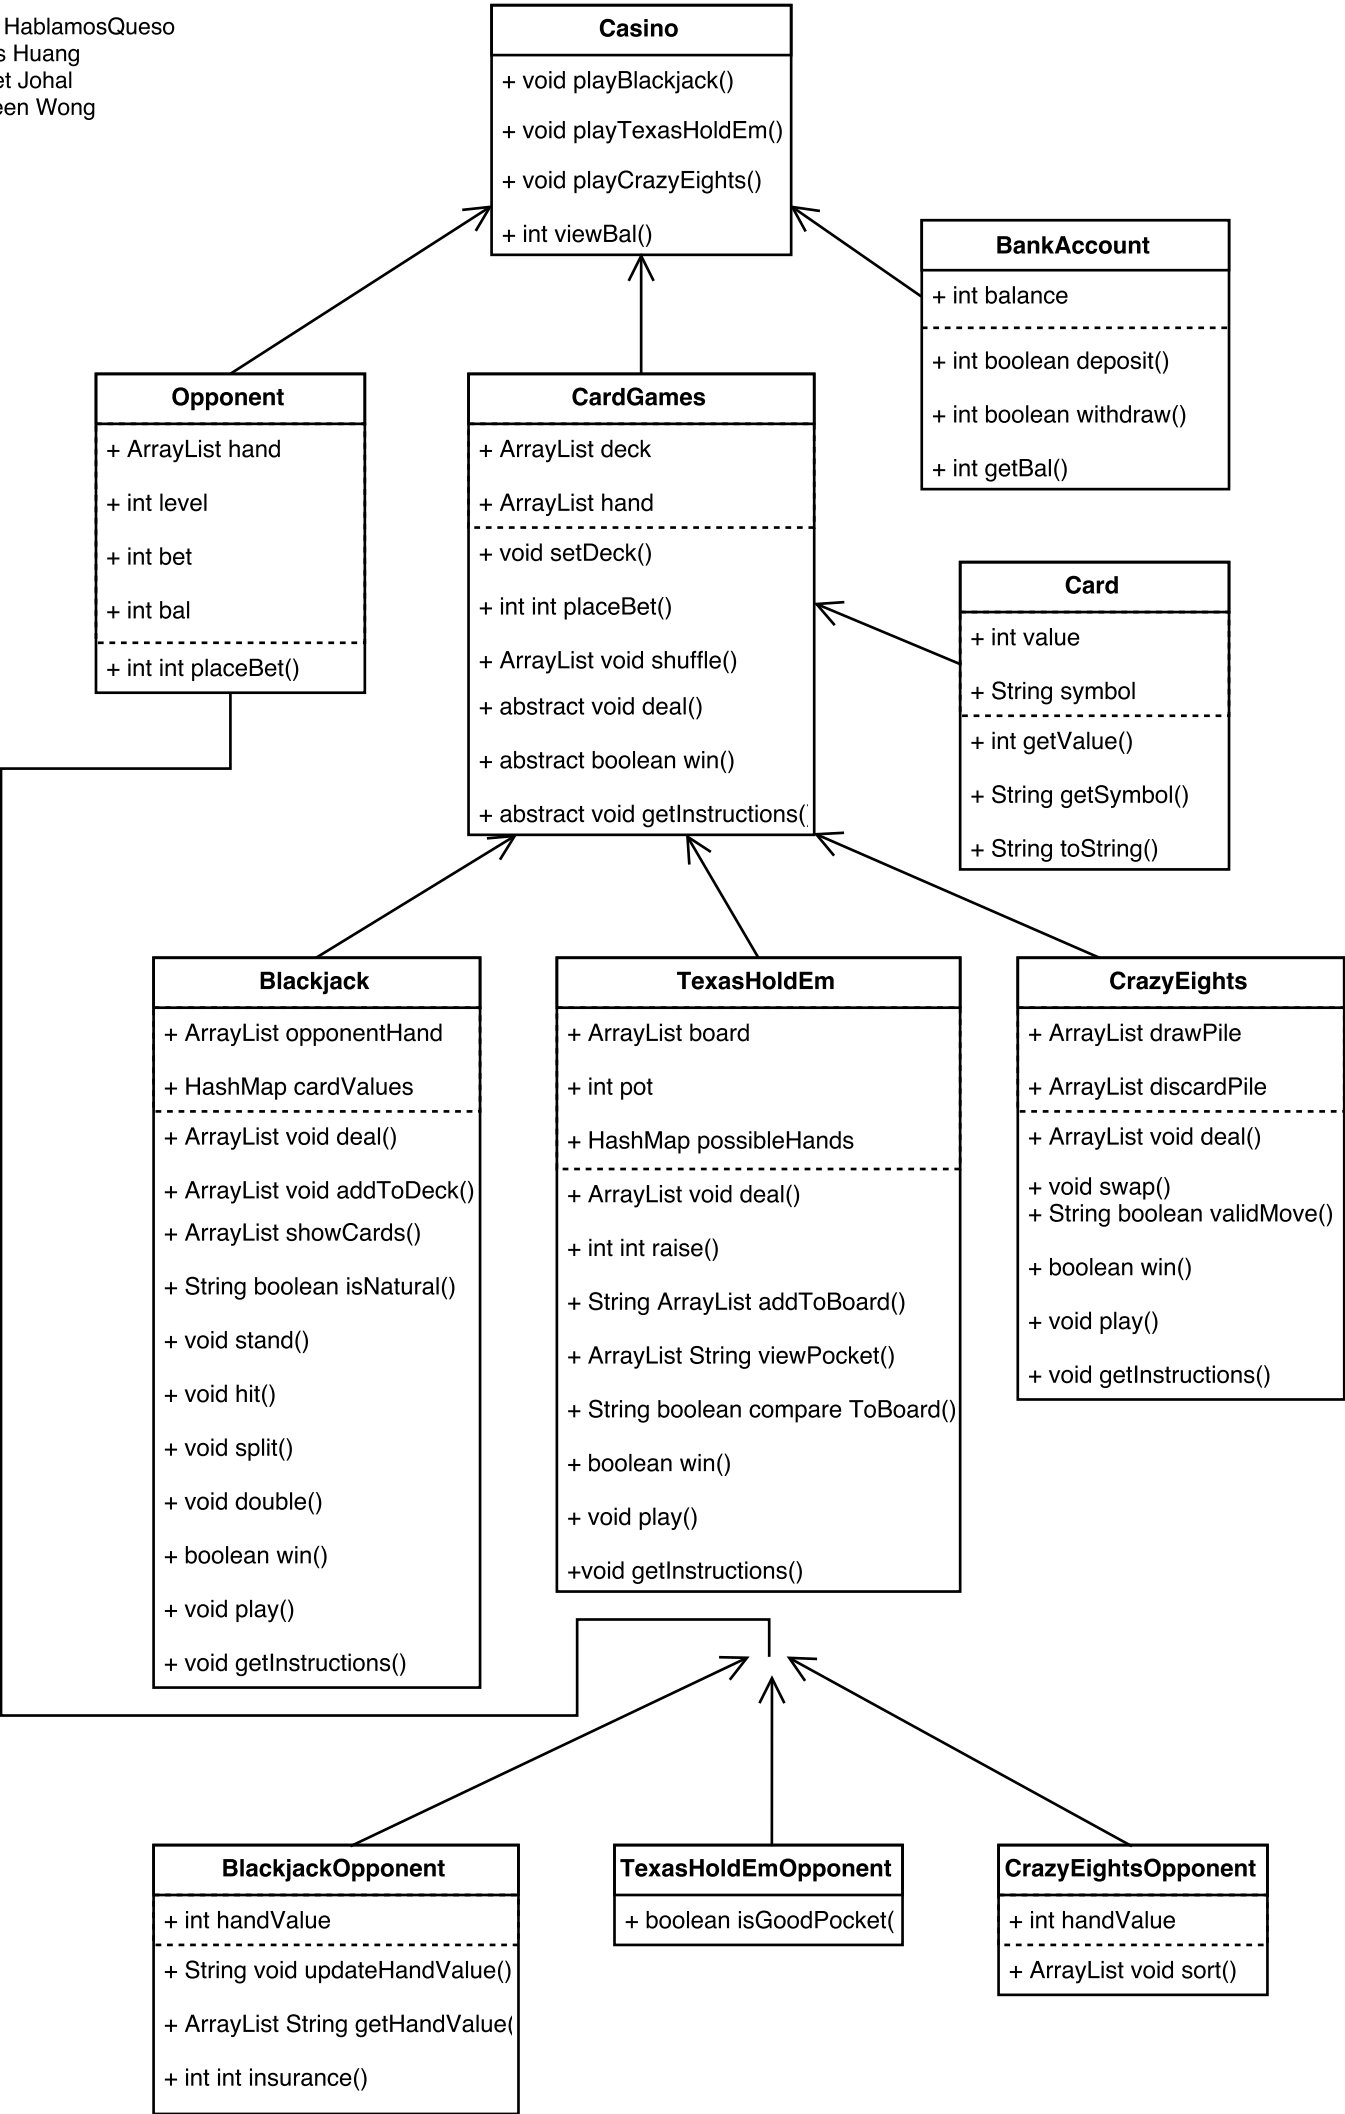 HablamosQueso
Huang
Johal
Wong
Casino
+ void playBlackjack()
+ void playTexasHoldEm()
+ void playCrazyEights()
+ int viewBal()
BankAccount
+ int balance
+ int boolean deposit()
+ int boolean withdraw()
+ int getBal()
Opponent
+ ArrayList hand
+ int level
+ int bet
+ int bal
+ int int placeBet()
CardGames
+ ArrayList deck
+ ArrayList hand
+ void setDeck()
+ int int placeBet()
+ ArrayList void shuffle()
+ abstract void deal()
+ abstract boolean win()
+ abstract void getInstructions(
Card
+ int value
+ String symbol
+ int getValue()
+ String getSymbol()
+ String toString()
Blackjack
+ ArrayList opponentHand
+ HashMap cardValues
+ ArrayList void deal()
+ ArrayList void addToDeck()
+ ArrayList showCards()
+ String boolean isNatural()
+ void stand()
+ void hit()
+ void split()
+ void double()
+ boolean win()
+ void play()
+ void getInstructions()
TexasHoldEm
+ ArrayList board
+ int pot
+ HashMap possibleHands
+ ArrayList void deal()
+ int int raise()
+ String ArrayList addToBoard()
+ ArrayList String viewPocket()
+ String boolean compare ToBoard()
+ boolean win()
+ void play()
+void getInstructions()
CrazyEights
+ ArrayList drawPile
+ ArrayList discardPile
+ ArrayList void deal()
+ void swap()
+ String boolean validMove()
+ boolean win()
+ void play()
+ void getInstructions()
BlackjackOpponent
+ int handValue
+ String void updateHandValue()
+ ArrayList String getHandValue(
+ int int insurance()
TexasHoldEmOpponent
+ boolean isGoodPocket(
CrazyEightsOpponent
+ int handValue
+ ArrayList void sort()